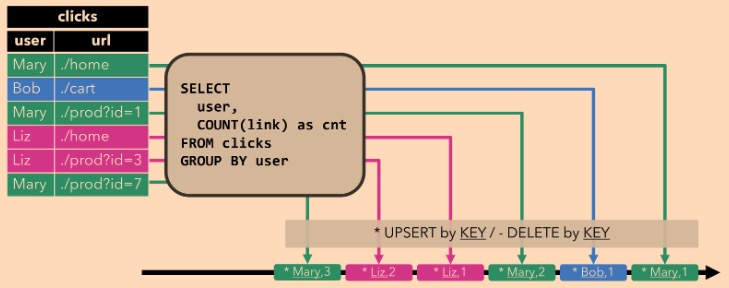 clicks
user url
Mary ./home
Bob ./cart
Mary ./prod?id=1
Liz ./home
Liz ./prod?id=3
Mary ./prod?id=7
SELECT
user,
COUNT(link) as cnt
FROM clicks
GROUP BY user
* UPSERT by KEY / - DELETE by KEY
* Mary,3 * Liz,2 * Liz,1 * Mary,2 * Bob,1 * Mary,1